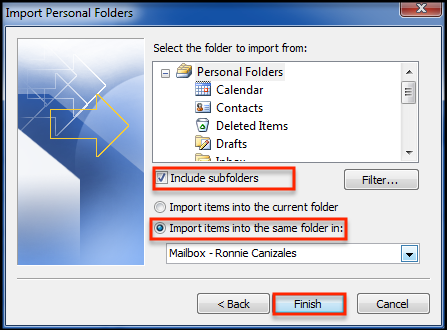 Import Personal Folders
Select the folder to import from:
Personal Folders
Calendar
Contacts
Deleted Items
Drafts
Inbox
Include subfolders
Filter...
Import items into the current folder
Import items into the same folder in:
Mailbox - Ronnie Canizales
< Back
Finish
Cancel